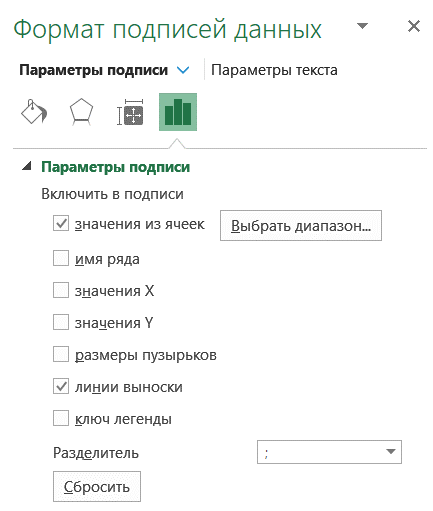 Формат подписей данных
Параметры подписи Параметры текста
Параметры подписи
Включить в подписи
значения из ячеек Выбрать диапазон...
имя ряда
значения X
значения Y
размеры пузырьков
линии выноски
ключ легенды
Разделитель ;
Сбросить